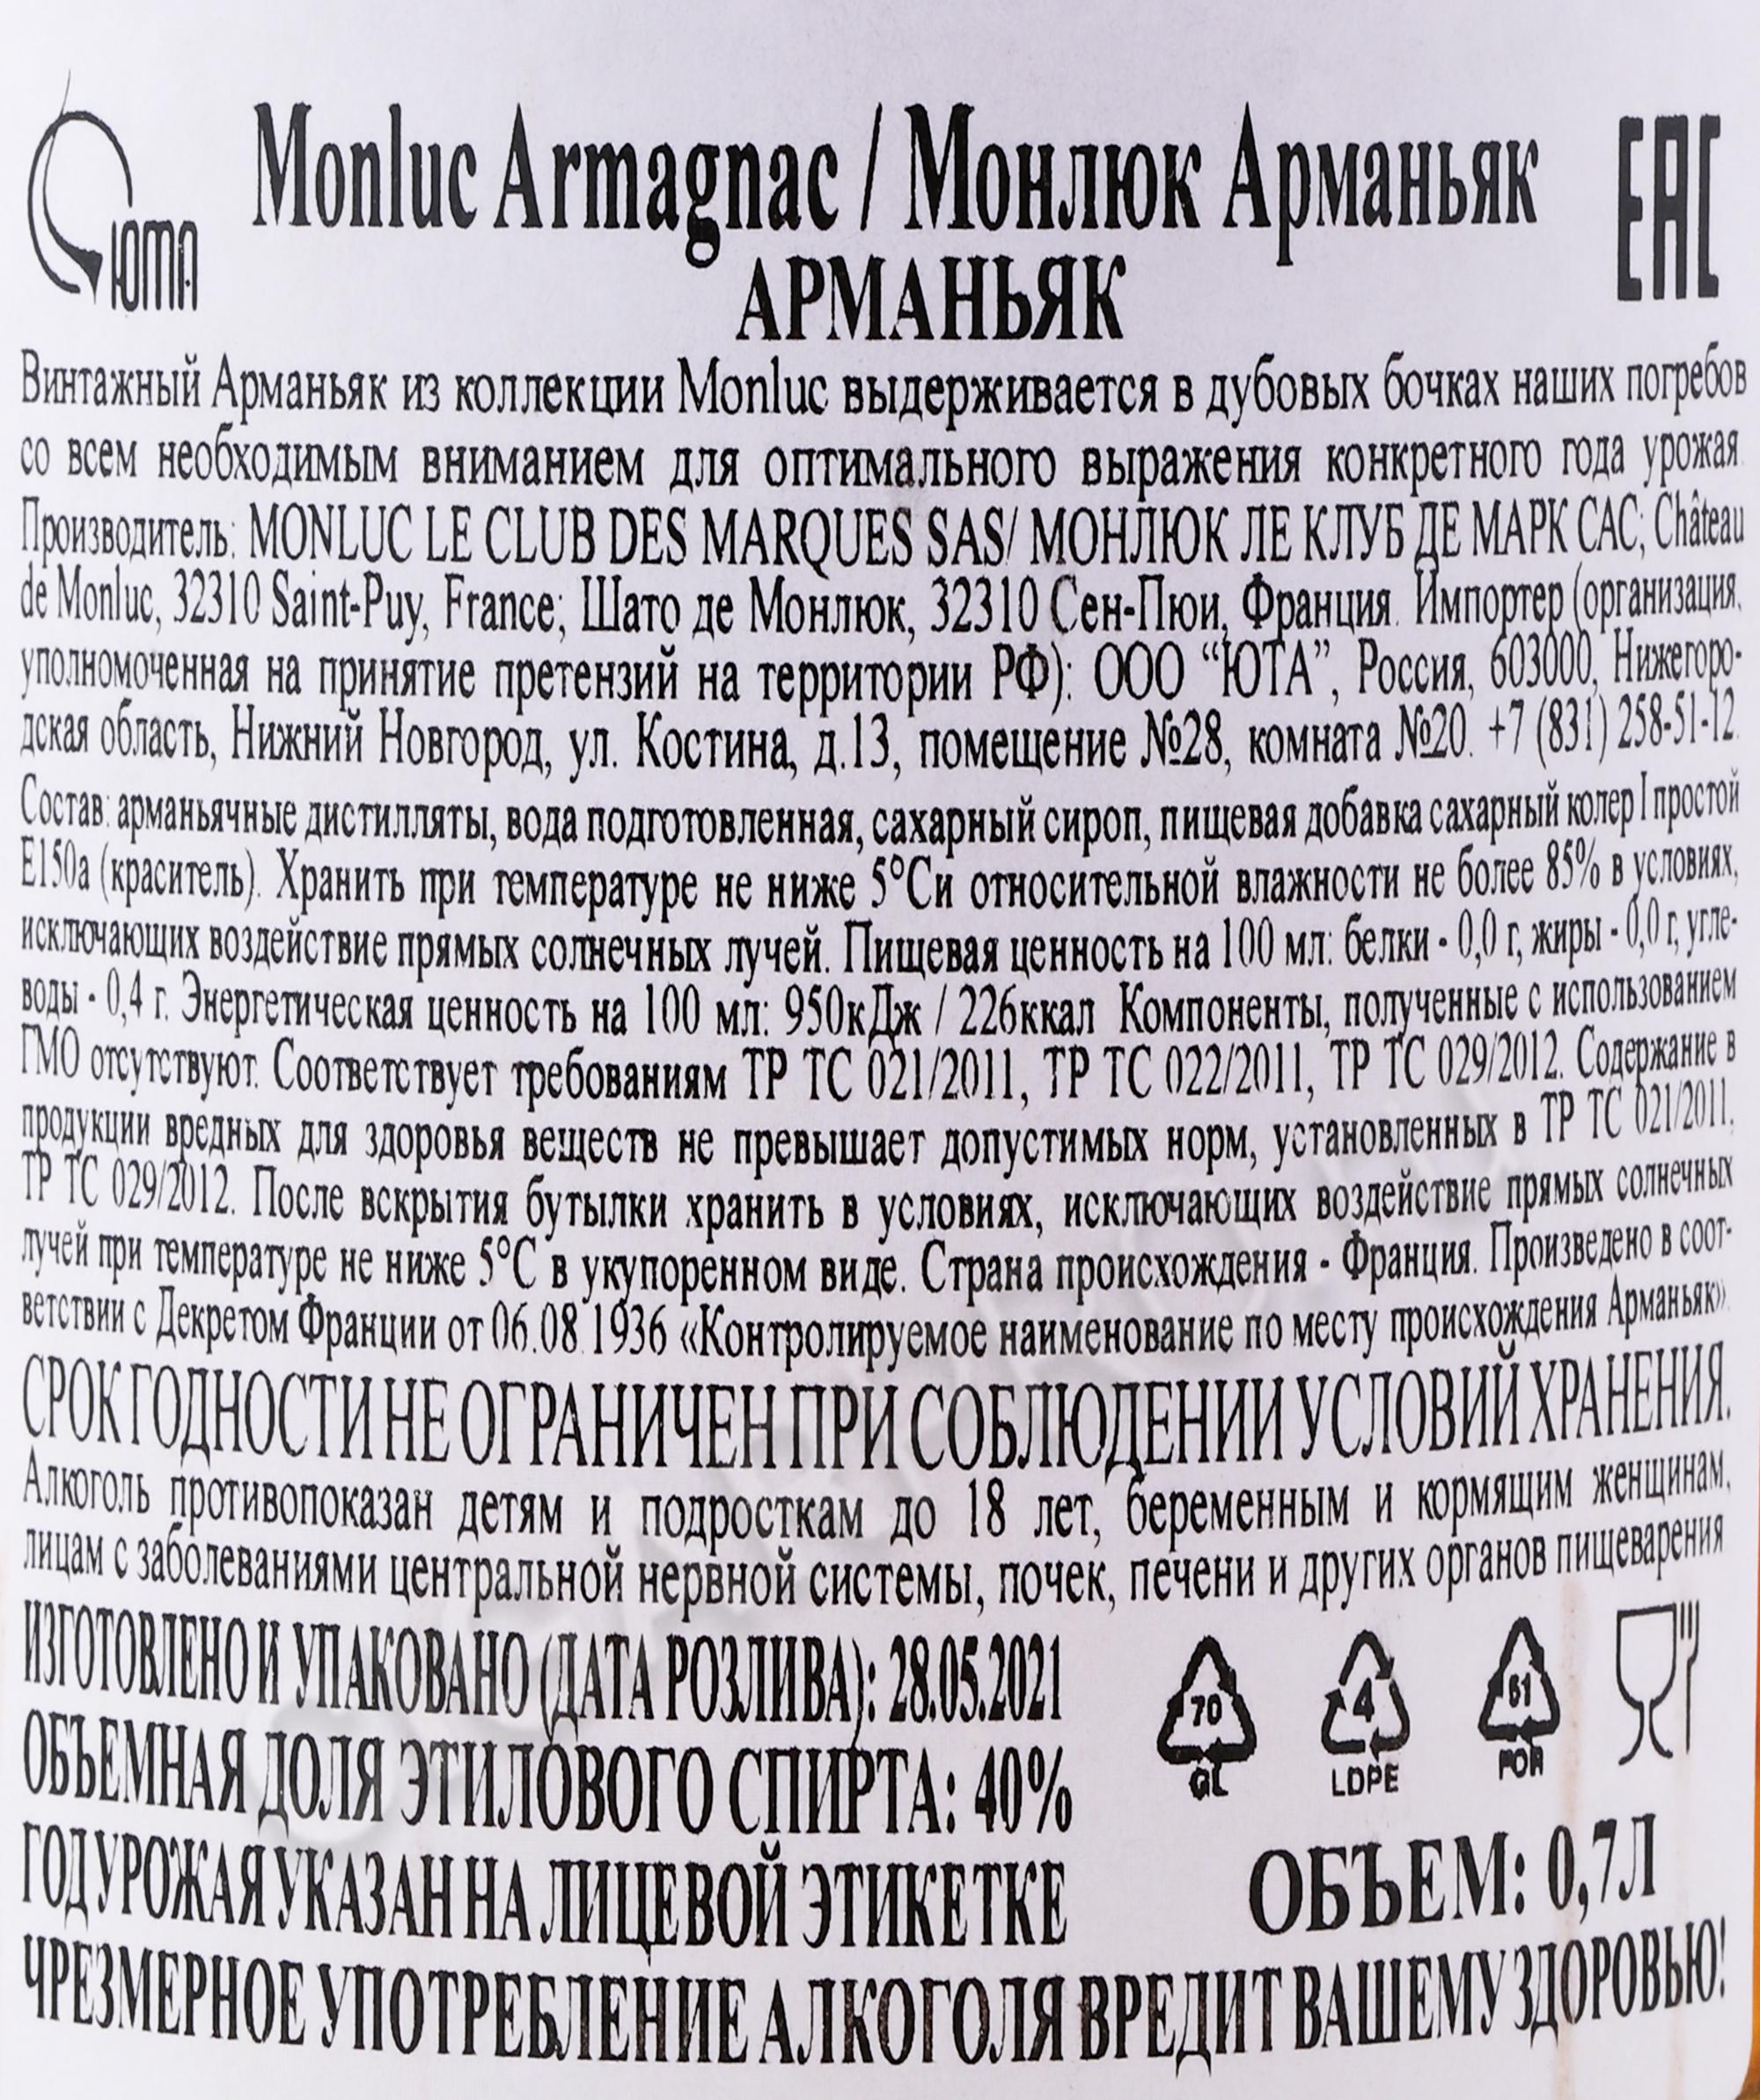 ЮТА
Monluc Armagnac / Монлюк Арманьяк
EAC
АРМАНЬЯК
Винтажный Арманьяк из коллекции Monluc выдерживается в дубовых бочках наших погребов
со всем необходимым вниманием для оптимального выражения конкретного года урожая
Производитель: MONLUC LE CLUB DES MARQUES SAS/ МОНЛЮК ЛЕ КЛУБ ДЕ МАРК САС; Château
de Monluc, 32310 Saint-Puy, France; Шато де Монлюк, 32310 Сен-Пюи, Франция. Импортер (организация,
уполномоченная на принятие претензий на территории РФ): ООО “ЮТА”, Россия, 603000, Нижегоро-
дская область, Нижний Новгород, ул. Костина, д.13, помещение №28, комната №20. +7 (831) 258-51-12.
Состав: арманьячные дистилляты, вода подготовленная, сахарный сироп, пищевая добавка сахарный колер I простой
Е150а (краситель). Хранить при температуре не ниже 5°Cи относительной влажности не более 85% в условиях,
исключающих воздействие прямых солнечных лучей. Пищевая ценность на 100 мл: белки - 0,0 г, жиры - 0,0 г, угле-
воды - 0,4 г. Энергетическая ценность на 100 мл: 950кДж / 226ккал Компоненты, полученные с использованием
ГМО отсутствуют. Соответствует требованиям ТР ТС 021/2011, ТР ТС 022/2011, ТР ТС 029/2012. Содержание в
продукции вредных для здоровья веществ не превышает допустимых норм, установленных в ТР ТС 021/2011,
ТР ТС 029/2012. После вскрытия бутылки хранить в условиях, исключающих воздействие прямых солнечных
лучей при температуре не ниже 5°C в укупоренном виде. Страна происхождения - Франция. Произведено в соот-
ветствии с Декретом Франции от 06.08.1936 «Контролируемое наименование по месту происхождения Арманьяк»
СРОК ГОДНОСТИ НЕ ОГРАНИЧЕН ПРИ СОБЛЮДЕНИИ УСЛОВИЙ ХРАНЕНИЯ.
Алкоголь противопоказан детям и подросткам до 18 лет, беременным и кормящим женщинам,
лицам с заболеваниями центральной нервной системы, почек, печени и других органов пищеварения
ИЗГОТОВЛЕНО И УПАКОВАНО (ДАТА РОЗЛИВА): 28.05.2021
70 4 61
GL LDPE FOR
ОБЪЕМНАЯ ДОЛЯ ЭТИЛОВОГО СПИРТА: 40%
ГОД УРОЖАЯ УКАЗАН НА ЛИЦЕВОЙ ЭТИКЕТКЕ
ОБЪЕМ: 0,7Л
ЧРЕЗМЕРНОЕ УПОТРЕБЛЕНИЕ АЛКОГОЛЯ ВРЕДИТ ВАШЕМУ ЗДОРОВЬЮ!